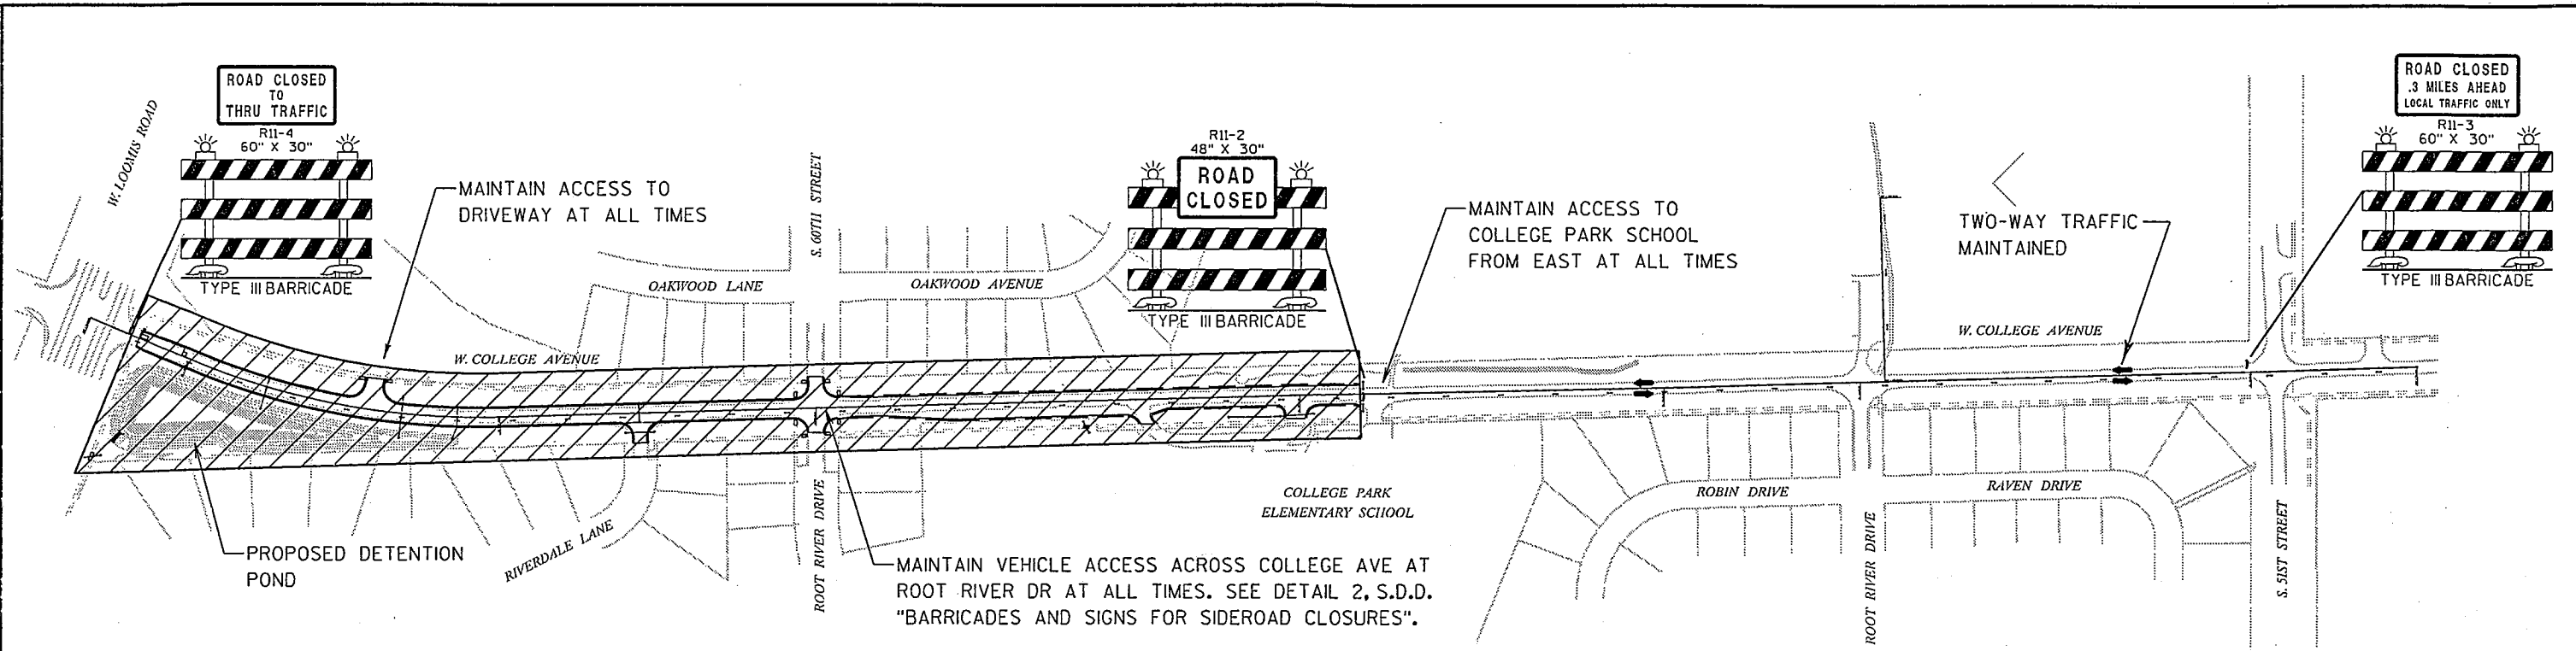 ROAD CLOSED
TO
THRU TRAFFIC
R11-4
60" X 30"
TYPE III BARRICADE
W. LOOMIS ROAD
MAINTAIN ACCESS TO
DRIVEWAY AT ALL TIMES
S. 60TH STREET
OAKWOOD LANE
OAKWOOD AVENUE
W. COLLEGE AVENUE
R11-2
48" X 30"
ROAD
CLOSED
TYPE III BARRICADE
MAINTAIN ACCESS TO
COLLEGE PARK SCHOOL
FROM EAST AT ALL TIMES
TWO-WAY TRAFFIC
MAINTAINED
W. COLLEGE AVENUE
ROAD CLOSED
.3 MILES AHEAD
LOCAL TRAFFIC ONLY
R11-3
60" X 30"
TYPE III BARRICADE
PROPOSED DETENTION
POND
RIVERDALE LANE
ROOT RIVER DRIVE
MAINTAIN VEHICLE ACCESS ACROSS COLLEGE AVE AT
ROOT RIVER DR AT ALL TIMES. SEE DETAIL 2, S.D.D.
"BARRICADES AND SIGNS FOR SIDEROAD CLOSURES".
COLLEGE PARK
ELEMENTARY SCHOOL
ROBIN DRIVE
RAVEN DRIVE
ROOT RIVER DRIVE
S. 51ST STREET